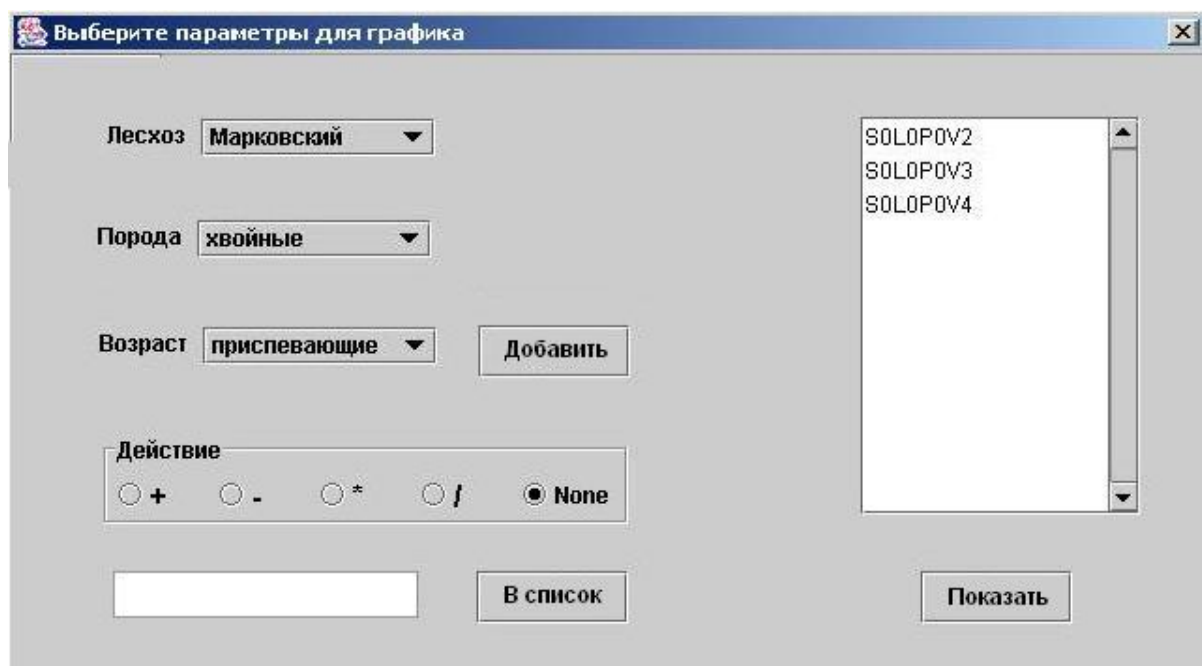 Выберите параметры для графика
Лесхоз Марковский
Порода хвойные
Возраст приспевающие Добавить
Действие
+ - * / None
В список
S0L0P0V2
S0L0P0V3
S0L0P0V4
Показать